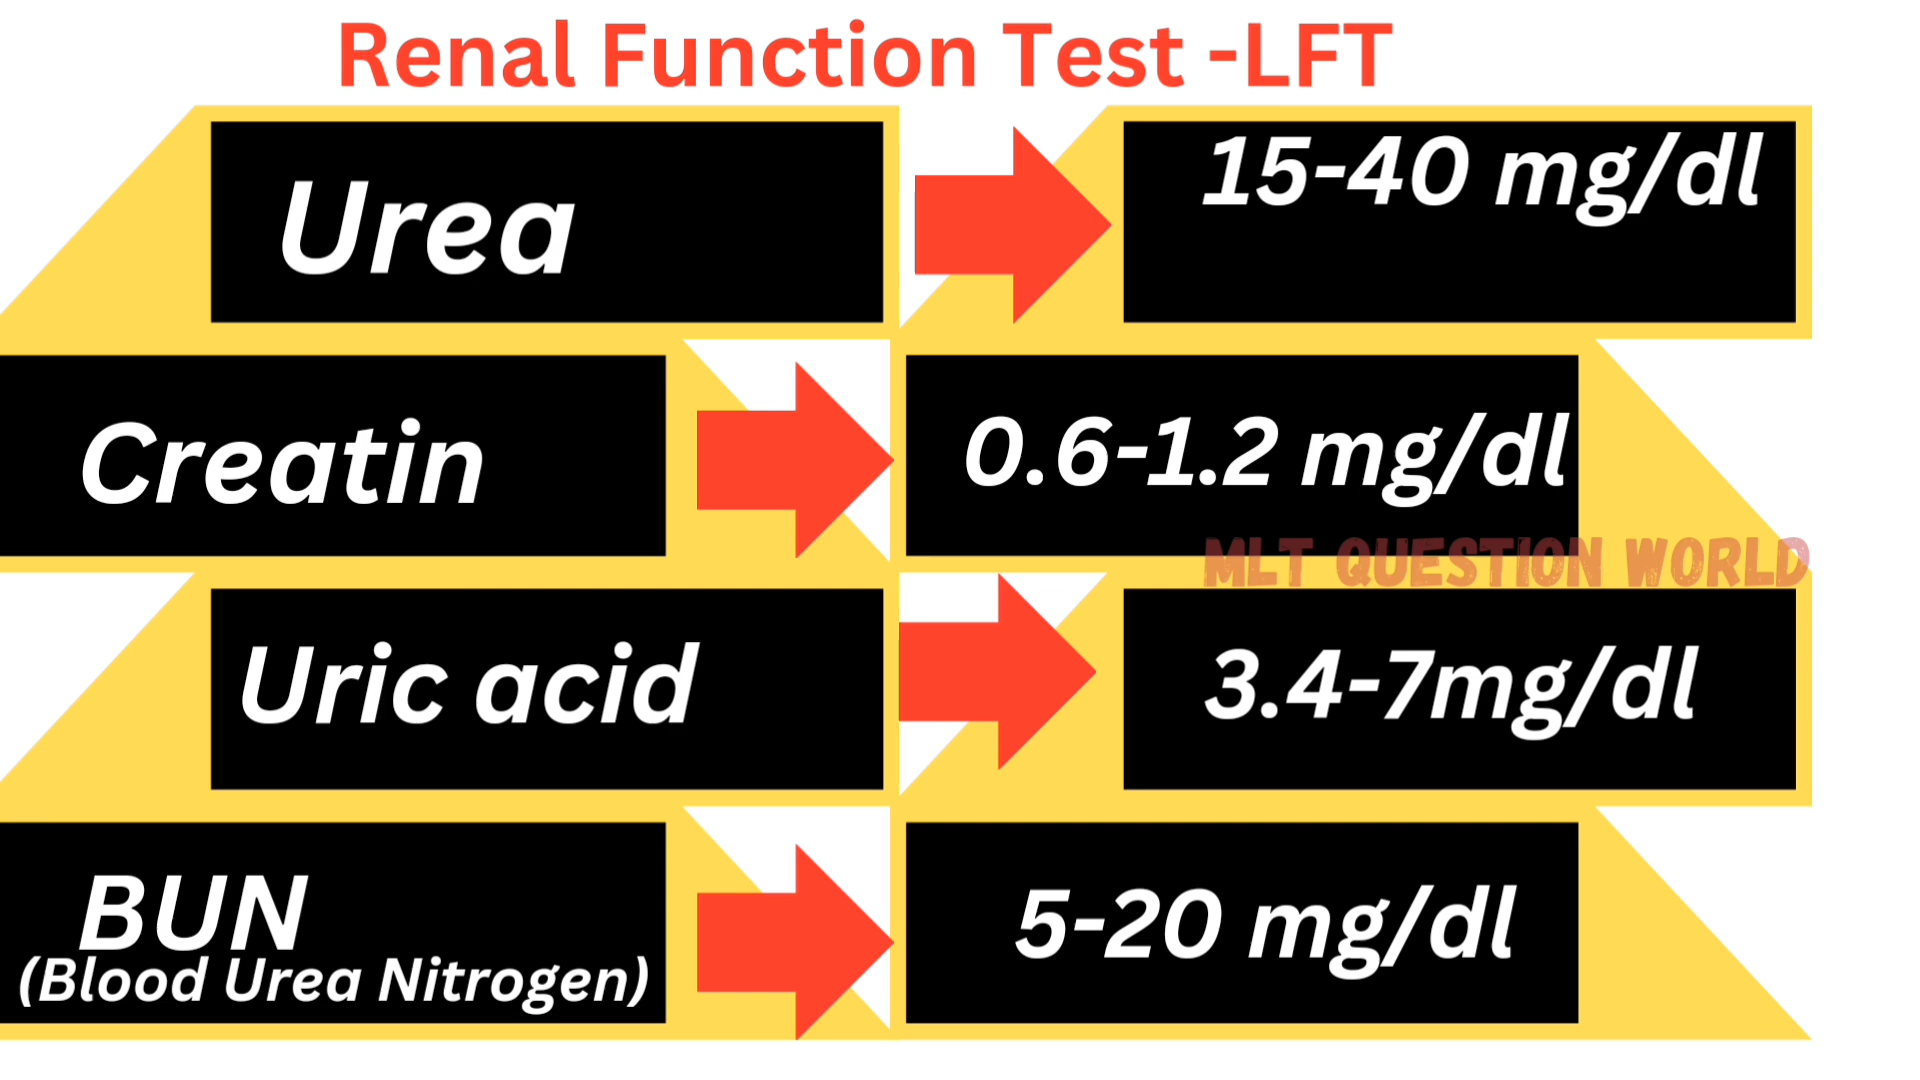 Renal Function Test -LFT
Urea
15-40 mg/dl
Creatin
0.6-1.2 mg/dl
MLT QUESTION WORLD
Uric acid
3.4-7mg/dl
BUN
(Blood Urea Nitrogen)
5-20 mg/dl